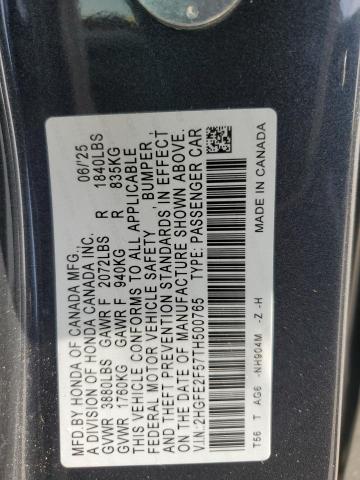 MFD.BY HONDA OF CANADA MFG.,
A DIVISION OF HONDA CANADA INC. 06/'25
GVWR 3880LBS GAWR F 2072LBS R 1840LBS
GVWR 1760KG GAWR F 940KG R 835KG
THIS VEHICLE CONFORMS TO ALL APPLICABLE
FEDERAL MOTOR VEHICLE SAFETY, BUMPER,
AND THEFT PREVENTION STANDARDS IN EFFECT
ON THE DATE OF MANUFACTURE SHOWN ABOVE.
V.I.N:2HGFE2F57TH500765 TYPE:PASSENGER CAR
T56 T AG6 -NH904M -Z -H MADE IN CANADA